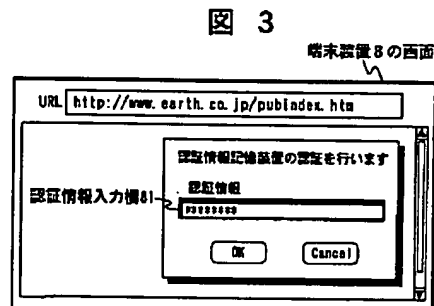 図 3
端末装置8の画面
URL http://www.earth.co.jp/pubindex.htm
認証情報記憶装置の認証を行います
認証情報
認証情報入力欄81
********
OK Cancel